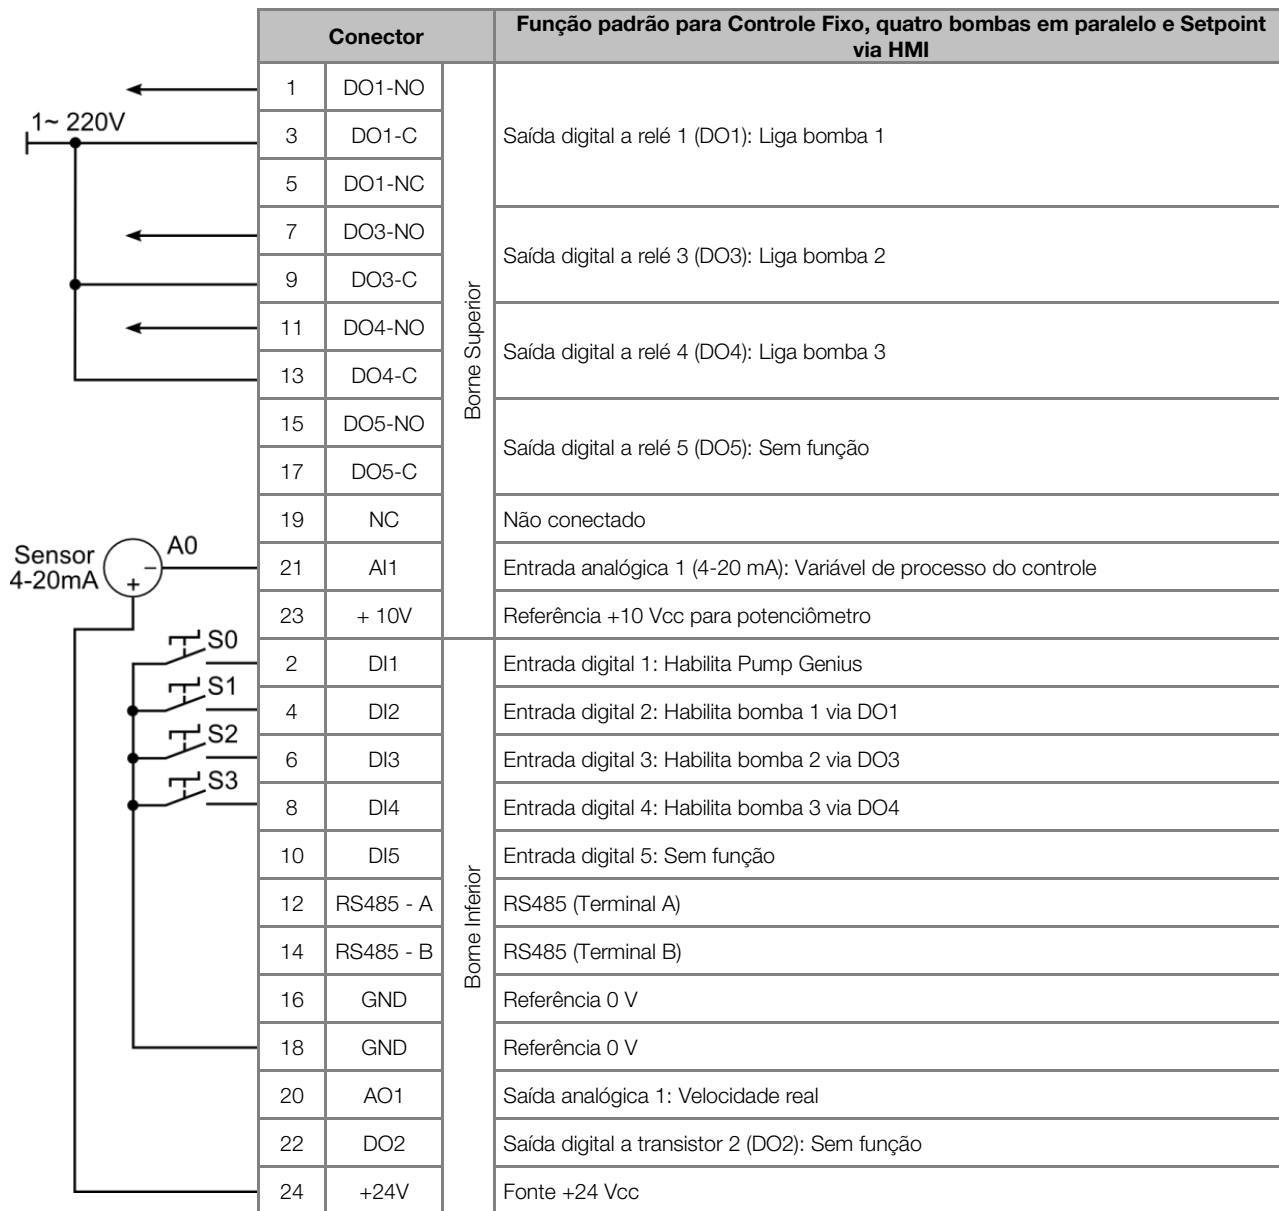 Conector
Função padrão para Controle Fixo, quatro bombas em paralelo e Setpoint
via HMI
1 DO1-NO
1~ 220V
3 DO1-C
Saída digital a relé 1 (DO1): Liga bomba 1
5 DO1-NC
7 DO3-NO
Saída digital a relé 3 (DO3): Liga bomba 2
9 DO3-C
Borne Superior
11 DO4-NO
Saída digital a relé 4 (DO4): Liga bomba 3
13 DO4-C
15 DO5-NO
Saída digital a relé 5 (DO5): Sem função
17 DO5-C
19 NC Não conectado
Sensor
4-20mA
+
−
A0
21 AI1 Entrada analógica 1 (4-20 mA): Variável de processo do controle
23 + 10V Referência +10 Vcc para potenciômetro
S0
2 DI1 Entrada digital 1: Habilita Pump Genius
S1
4 DI2 Entrada digital 2: Habilita bomba 1 via DO1
S2
6 DI3 Entrada digital 3: Habilita bomba 2 via DO3
S3
8 DI4 Entrada digital 4: Habilita bomba 3 via DO4
10 DI5 Entrada digital 5: Sem função
Borne Inferior
12 RS485 - A RS485 (Terminal A)
14 RS485 - B RS485 (Terminal B)
16 GND Referência 0 V
18 GND Referência 0 V
20 AO1 Saída analógica 1: Velocidade real
22 DO2 Saída digital a transistor 2 (DO2): Sem função
24 +24V Fonte +24 Vcc